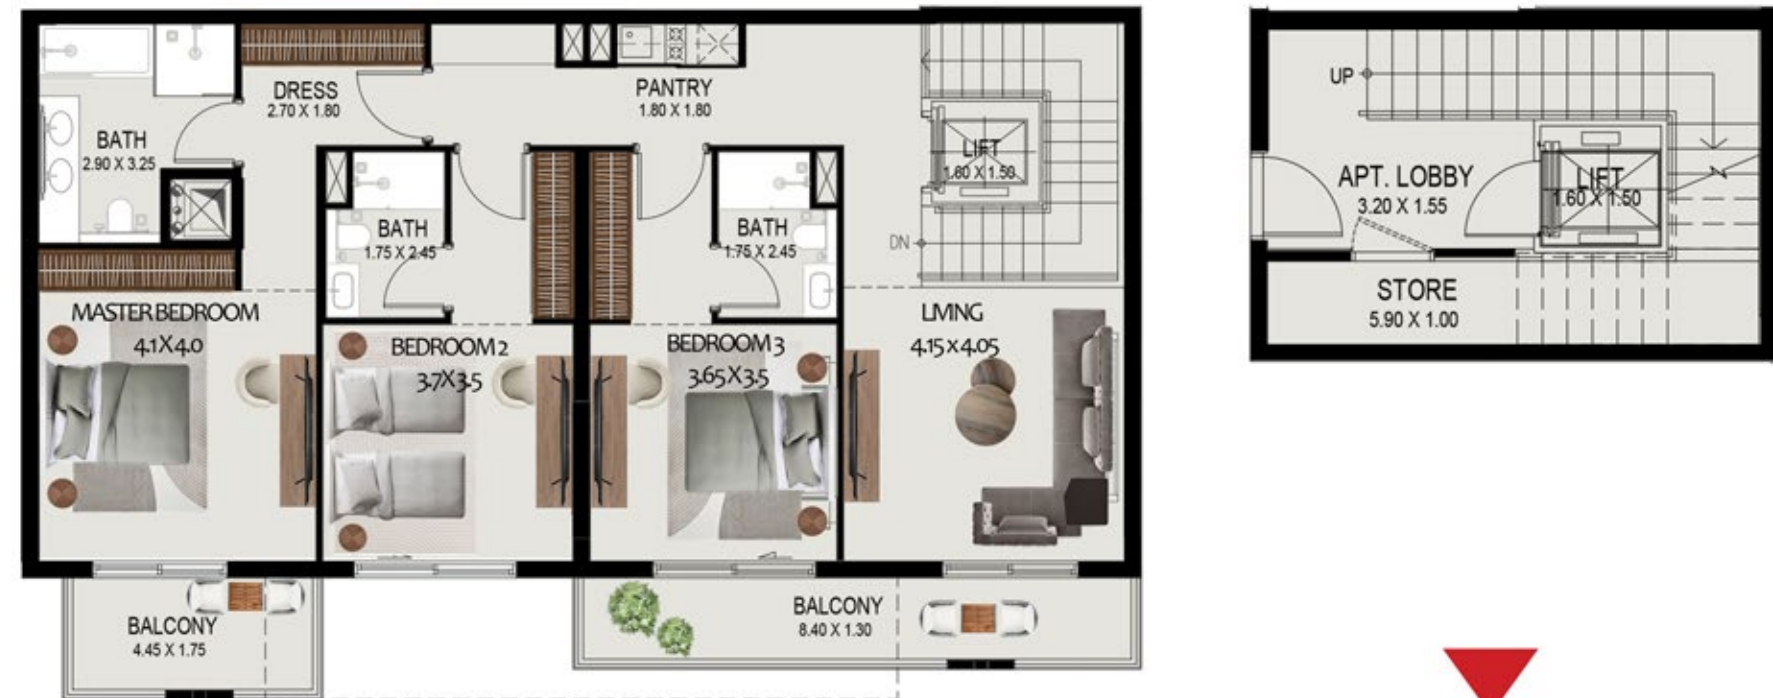 DRESS
2.70 X 1.80
PANTRY
1.80 X 1.80
BATH
2.90 X 3.25
LIFT
1.60 X 1.50
BATH
1.75 X 2.45
BATH
1.75 X 2.45
DN
MASTER BEDROOM
4.1X4.0
BEDROOM 2
3.7X3.5
BEDROOM 3
3.65X3.5
LIVING
4.15x4.05
BALCONY
4.45 X 1.75
BALCONY
8.40 X 1.30
UP
APT. LOBBY
3.20 X 1.55
LIFT
1.60 X 1.50
STORE
5.90 X 1.00